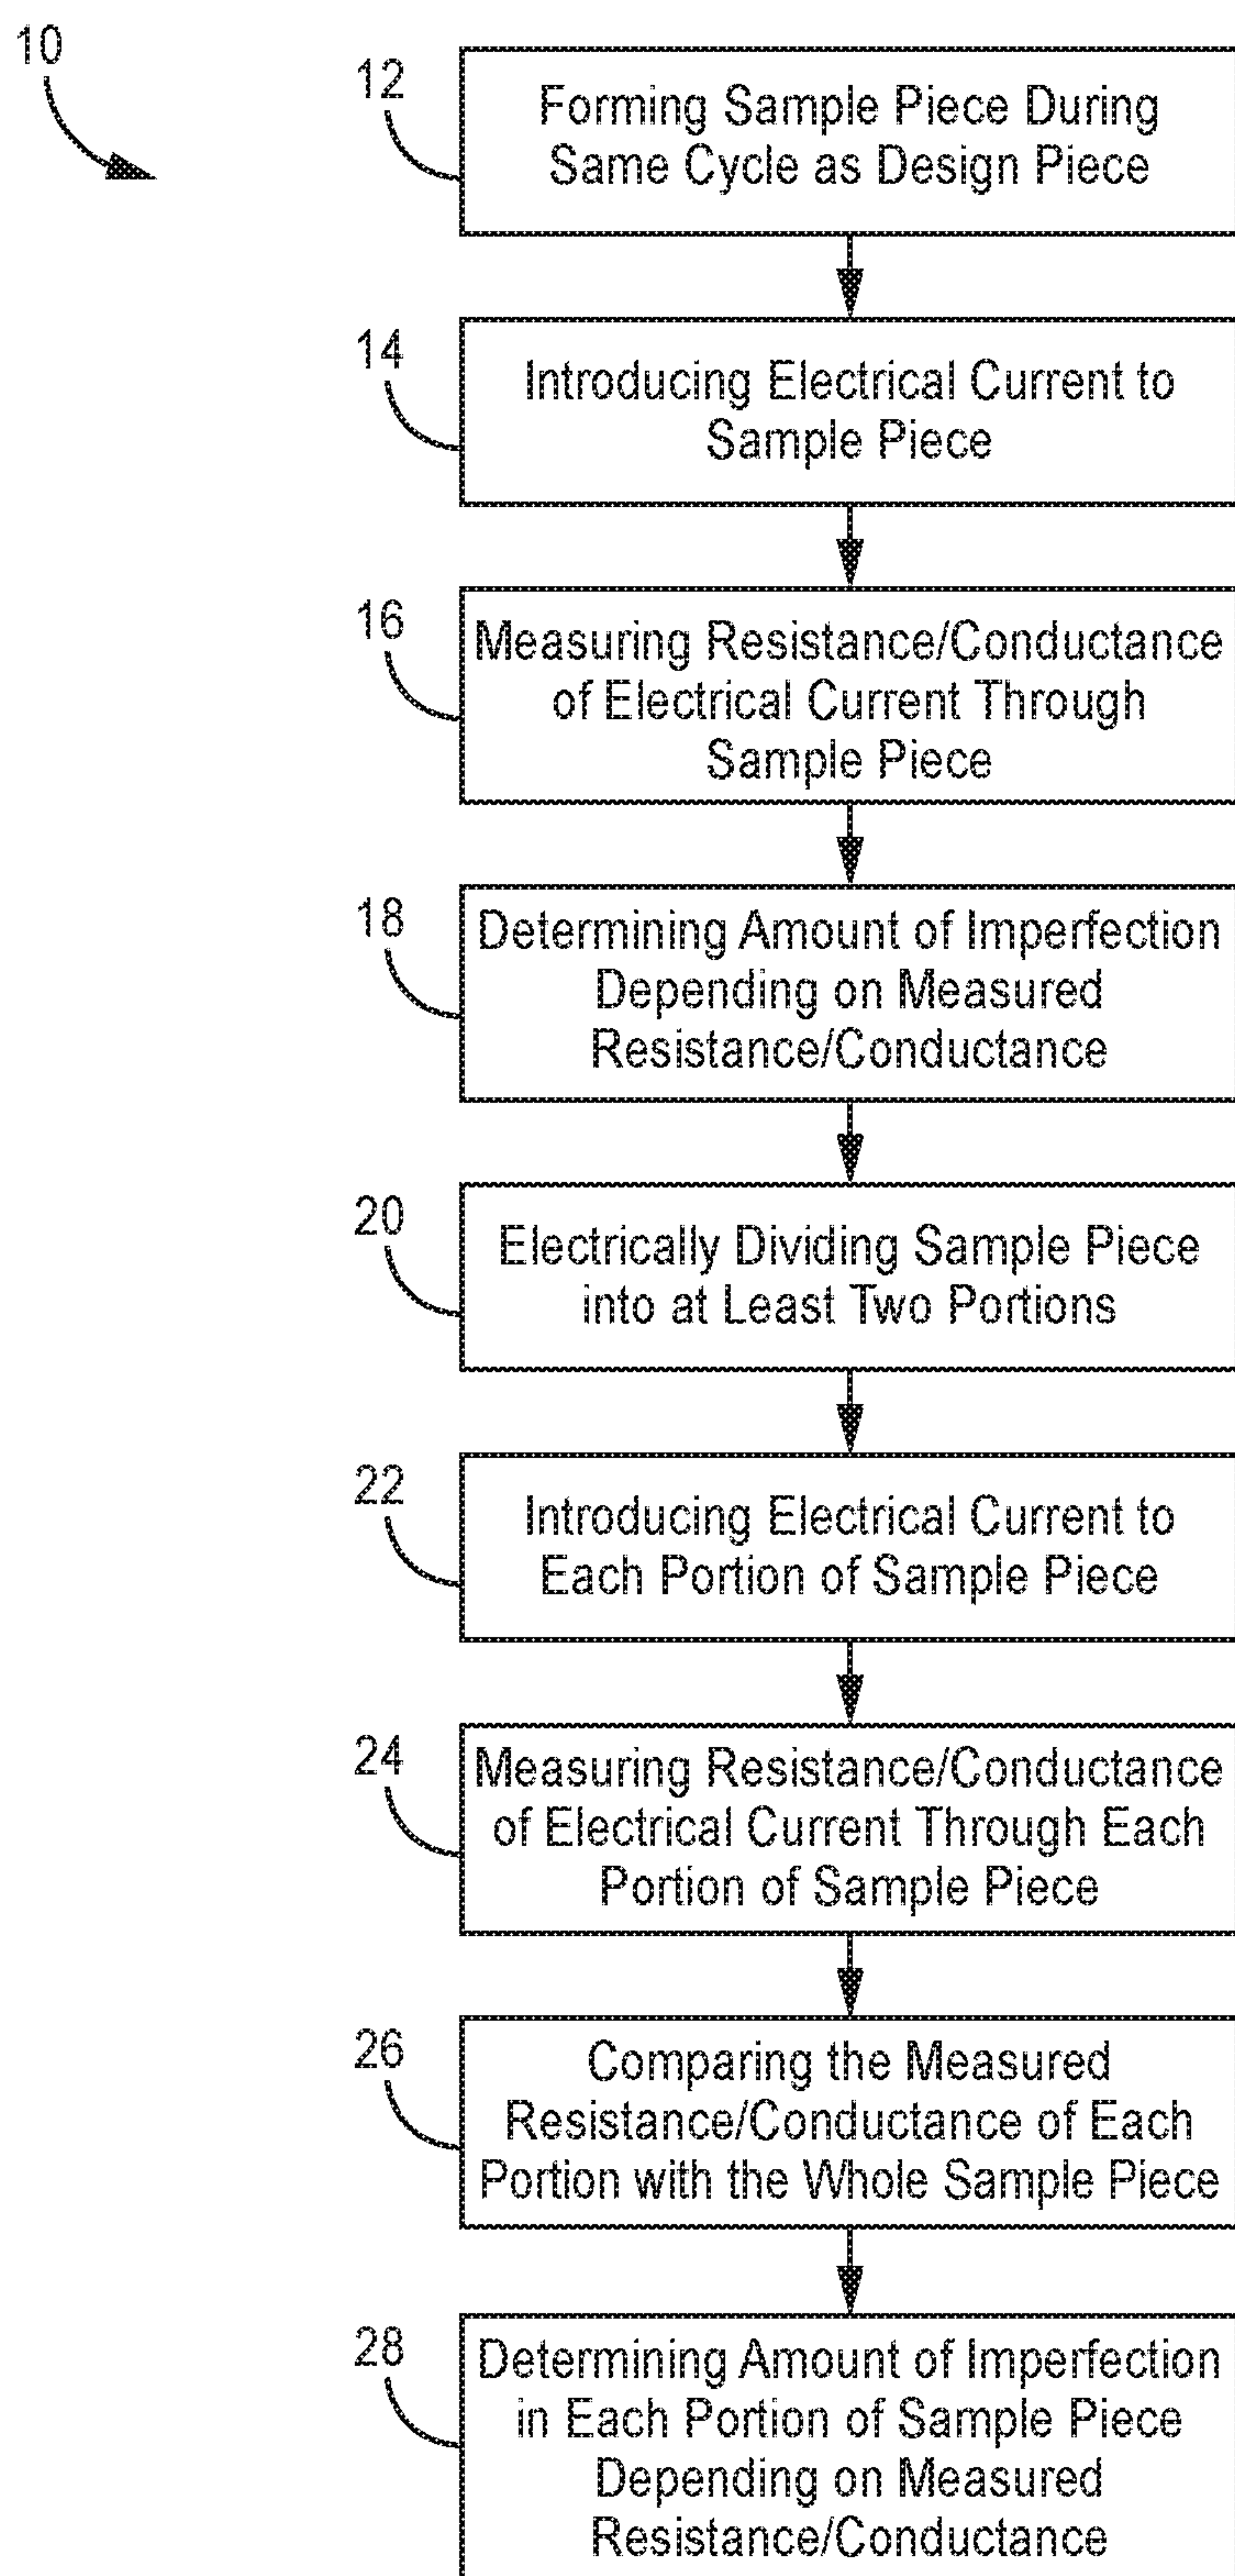 10
12
Forming Sample Piece During
Same Cycle as Design Piece
14
Introducing Electrical Current to
Sample Piece
16
Measuring Resistance/Conductance
of Electrical Current Through
Sample Piece
18
Determining Amount of Imperfection
Depending on Measured
Resistance/Conductance
20
Electrically Dividing Sample Piece
into at Least Two Portions
22
Introducing Electrical Current to
Each Portion of Sample Piece
24
Measuring Resistance/Conductance
of Electrical Current Through Each
Portion of Sample Piece
26
Comparing the Measured
Resistance/Conductance of Each
Portion with the Whole Sample Piece
28
Determining Amount of Imperfection
in Each Portion of Sample Piece
Depending on Measured
Resistance/Conductance